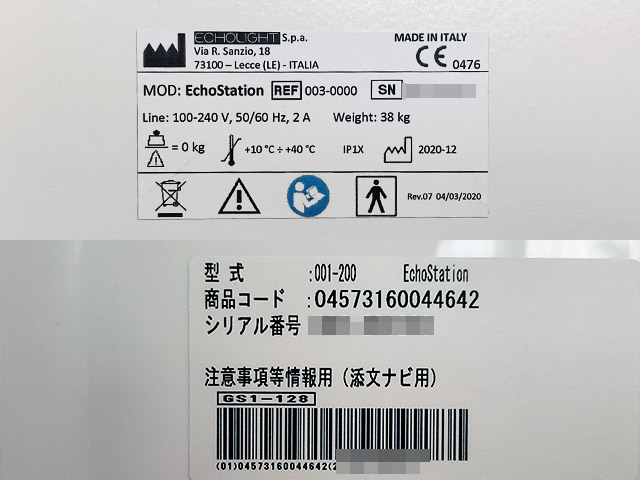 ECHOLIGHT S.p.a.
Via R. Sanzio, 18
73100 – Lecce (LE) - ITALIA
MADE IN ITALY
CE 0476
MOD: EchoStation REF 003-0000 SN
Line: 100-240 V, 50/60 Hz, 2 A Weight: 38 kg
= 0 kg +10 °C ÷ +40 °C IP1X 2020-12
Rev.07 04/03/2020
型式 :001-200 EchoStation
商品コード :04573160044642
シリアル番号
注意事項等情報用（添文ナビ用）
GS1-128
(01)04573160044642(2